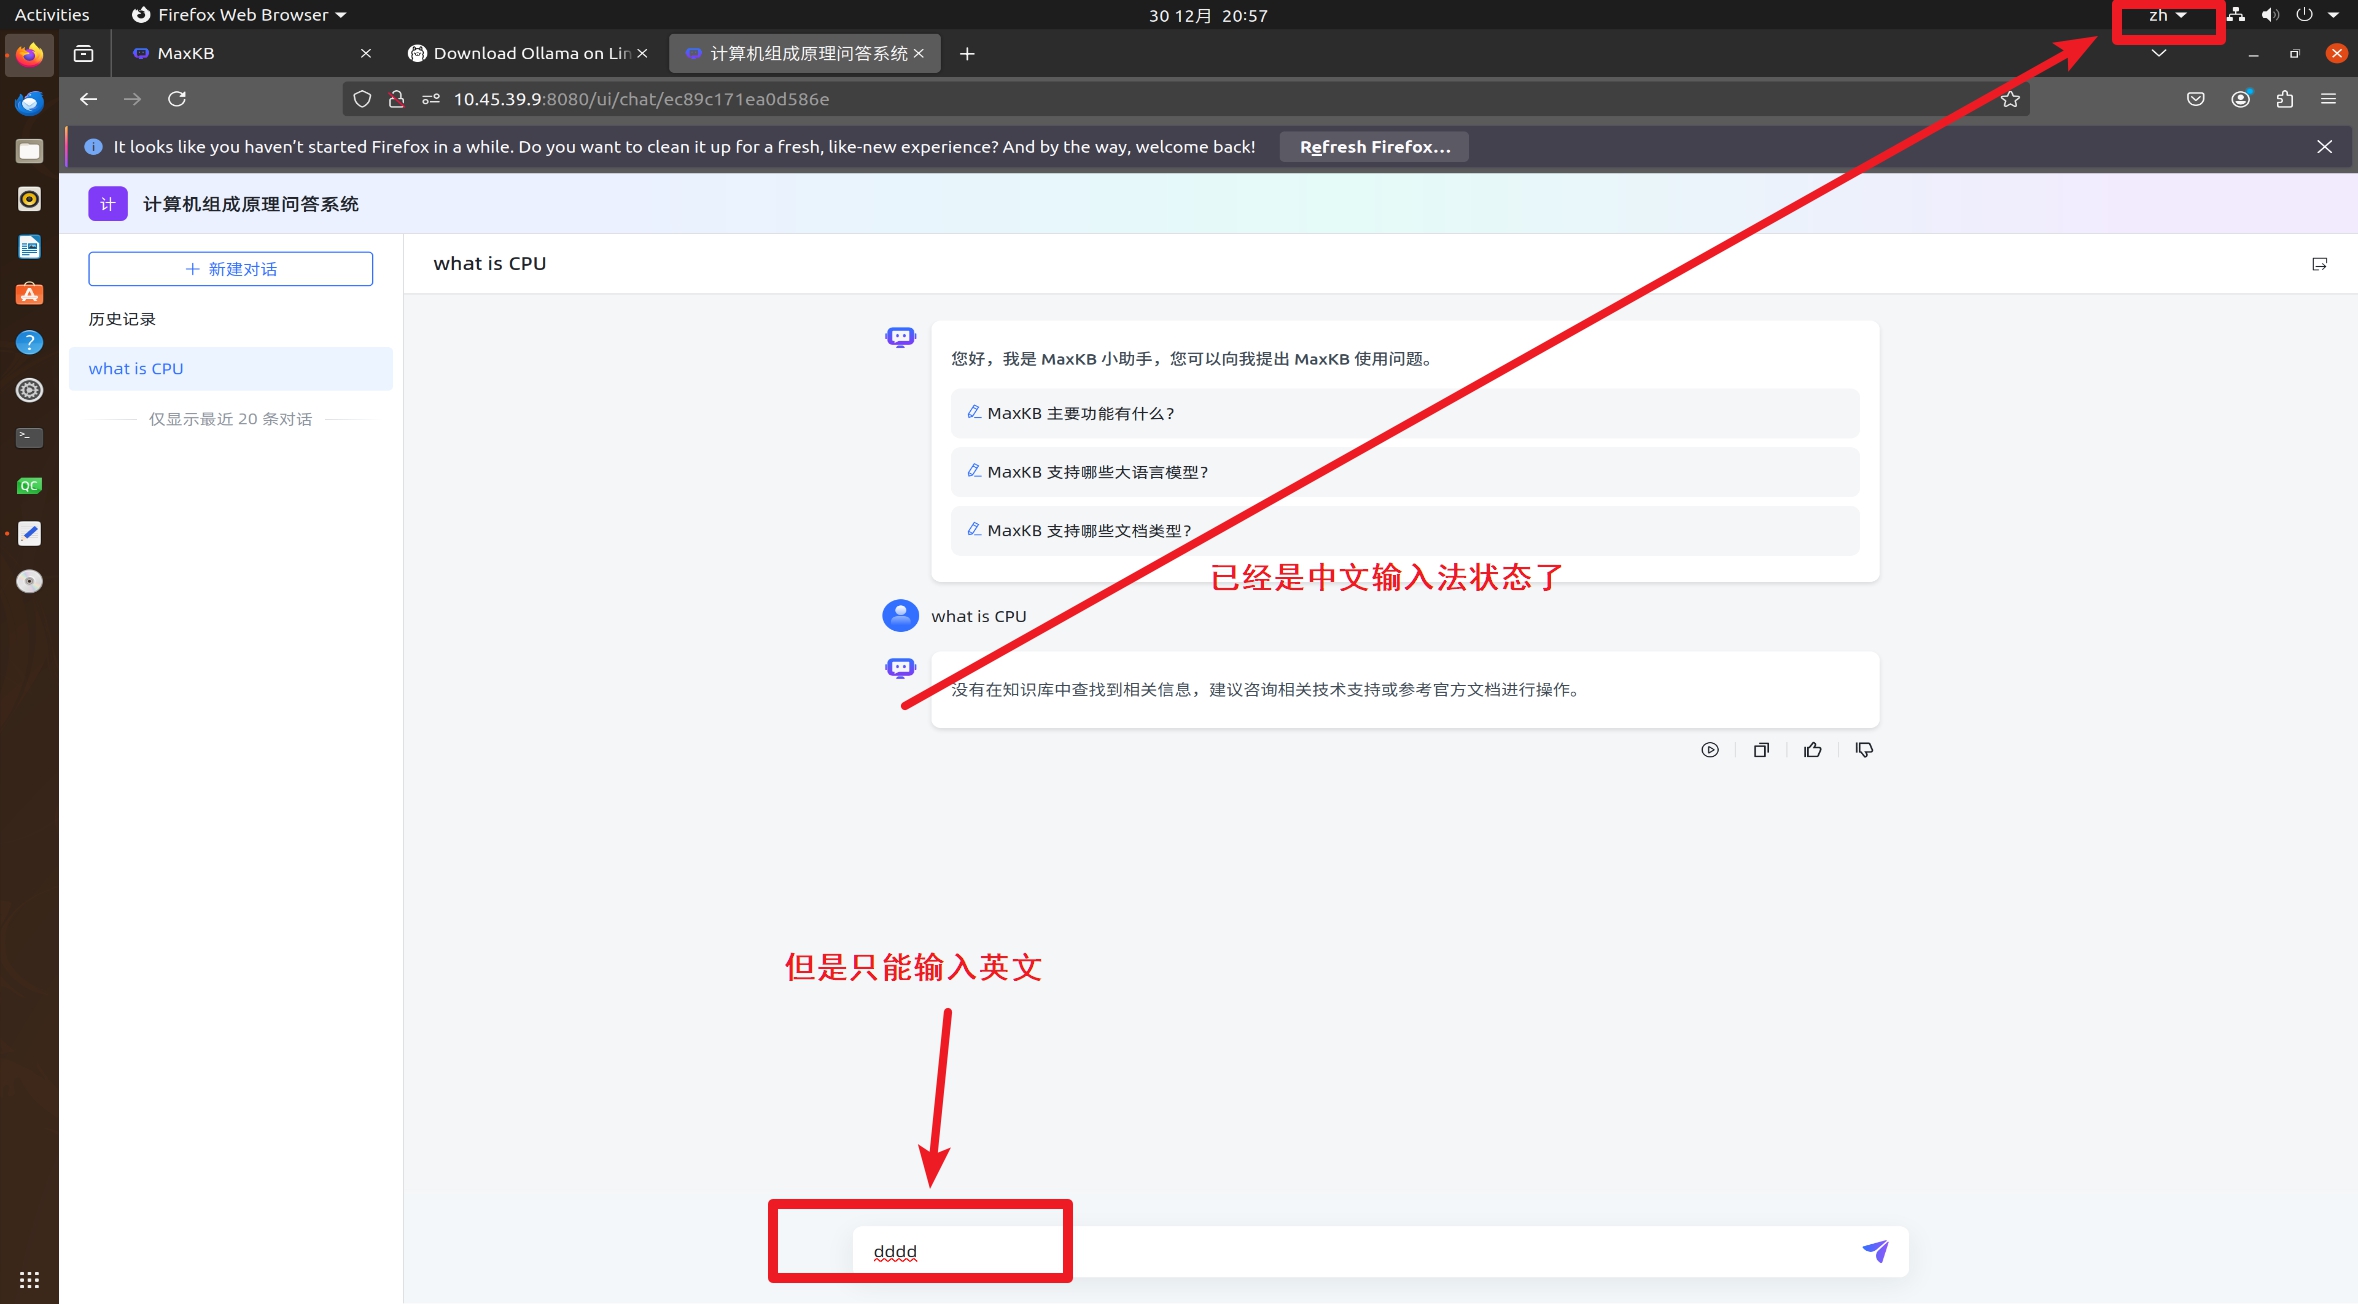 Activities
Firefox Web Browser
30 12月 20:57
zh
MaxKB
Download Ollama on Lin
计算机组成原理问答系统
10.45.39.9:8080/ui/chat/ec89c171ea0d586e
It looks like you haven’t started Firefox in a while. Do you want to clean it up for a fresh, like-new experience? And by the way, welcome back!
Refresh Firefox...
计
计算机组成原理问答系统
新建对话
历史记录
what is CPU
仅显示最近 20 条对话
what is CPU
您好，我是 MaxKB 小助手，您可以向我提出 MaxKB 使用问题。
MaxKB 主要功能有什么？
MaxKB 支持哪些大语言模型？
MaxKB 支持哪些文档类型？
已经是中文输入法状态了
what is CPU
没有在知识库中查找到相关信息，建议咨询相关技术支持或参考官方文档进行操作。
但是只能输入英文
dddd
QC